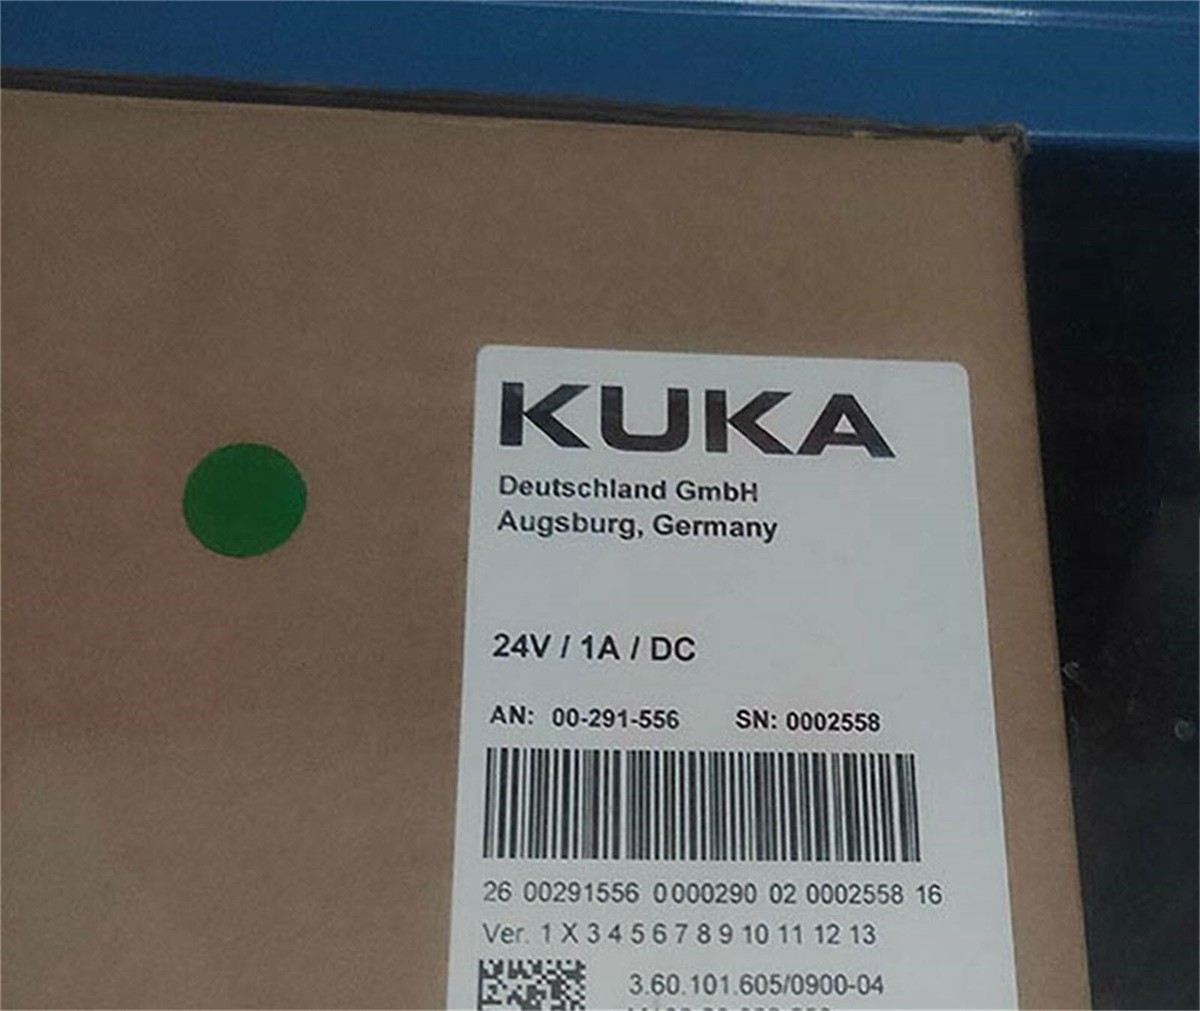 KUKA
Deutschland GmbH
Augsburg, Germany
24V / 1A / DC
AN: 00-291-556 SN: 0002558
26 00291556 0000290 02 0002558 16
Ver. 1 X 3 4 5 6 7 8 9 10 11 12 13
3.60.101.605/0900-04